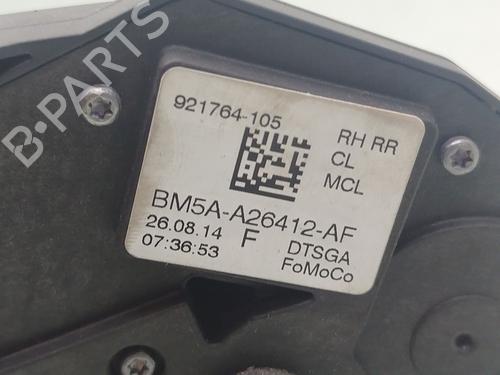 B-PARTS
921764-105
RH RR
CL
MCL
BM5A-A26412-AF
26.08.14 F DTSGA
07:36:53 FoMoCo